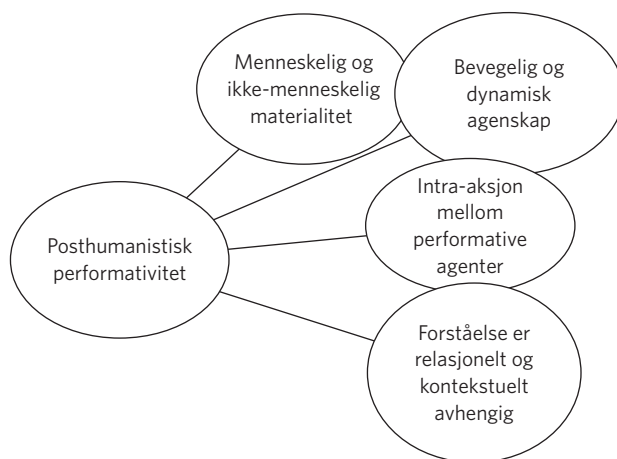 Menneskelig og
ikke-menneskelig
materialitet
Bevegelig og
dynamisk
agenskap
Intra-aksjon
mellom
performative
agenter
Posthumanistisk
performativitet
Forståelse er
relasjonelt og
kontekstuelt
avhengig